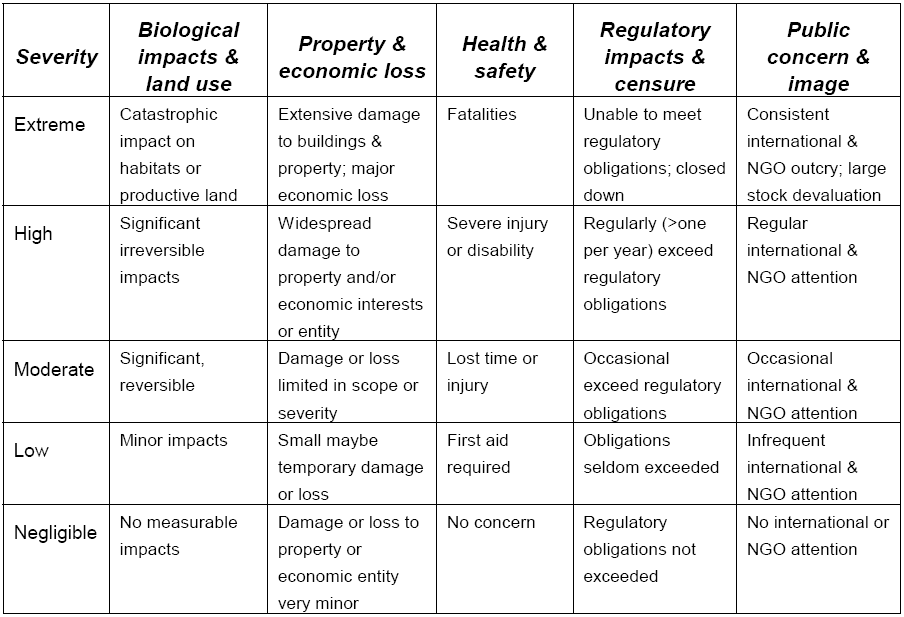 Severity
Biological
impacts &
land use
Property &
economic loss
Health &
safety
Regulatory
impacts &
censure
Public
concern &
image
Extreme
Catastrophic
impact on
habitats or
productive land
Extensive damage
to buildings &
property; major
economic loss
Fatalities
Unable to meet
regulatory
obligations; closed
down
Consistent
international &
NGO outcry; large
stock devaluation
High
Significant
irreversible
impacts
Widespread
damage to
property and/or
economic interests
or entity
Severe injury
or disability
Regularly (>one
per year) exceed
regulatory
obligations
Regular
international &
NGO attention
Moderate
Significant,
reversible
Damage or loss
limited in scope or
severity
Lost time or
injury
Occasional
exceed regulatory
obligations
Occasional
international &
NGO attention
Low
Minor impacts
Small maybe
temporary damage
or loss
First aid
required
Obligations
seldom exceeded
Infrequent
international &
NGO attention
Negligible
No measurable
impacts
Damage or loss to
property or
economic entity
very minor
No concern
Regulatory
obligations not
exceeded
No international or
NGO attention